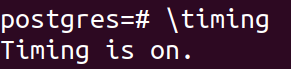 postgres=# \timing
Timing is on.